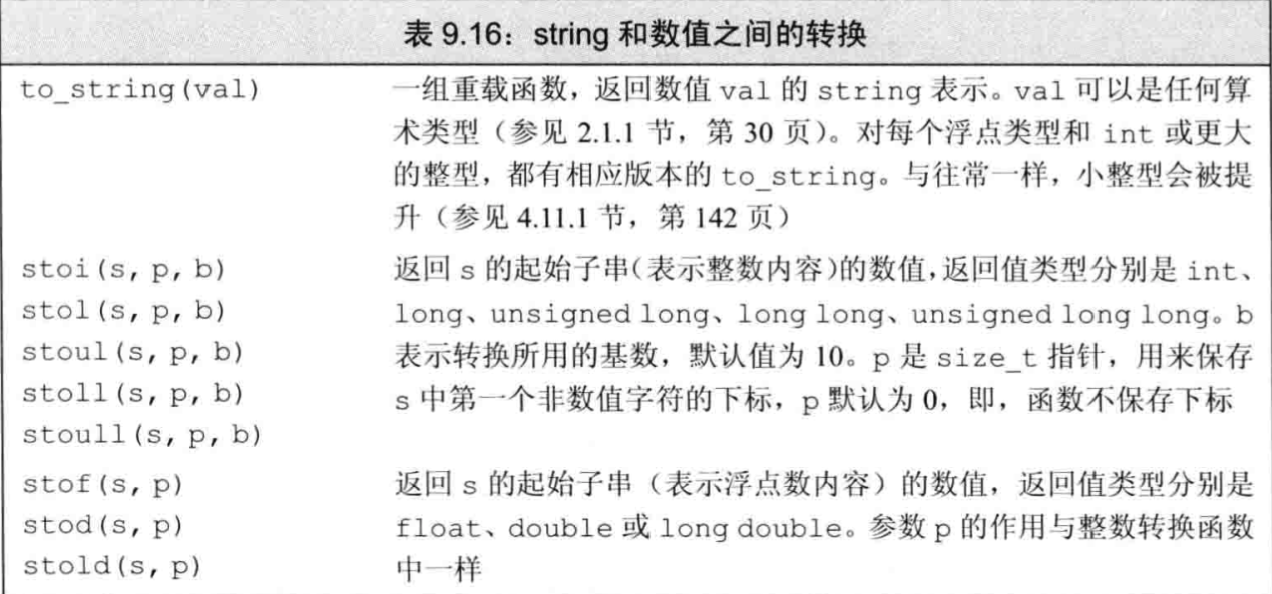 表 9.16：string 和数值之间的转换
to_string(val) 一组重载函数，返回数值 val 的 string 表示。val 可以是任何算
术类型（参见 2.1.1 节，第 30 页）。对每个浮点类型和 int 或更大
的整型，都有相应版本的 to_string。与往常一样，小整型会被提
升（参见 4.11.1 节，第 142 页）
stoi(s, p, b) 返回 s 的起始子串(表示整数内容)的数值，返回值类型分别是 int、
stol(s, p, b) long、unsigned long、long long、unsigned long long。b
stoul(s, p, b) 表示转换所用的基数，默认值为 10。p 是 size_t 指针，用来保存
stoll(s, p, b) s 中第一个非数值字符的下标，p 默认为 0，即，函数不保存下标
stoull(s, p, b)
stof(s, p) 返回 s 的起始子串（表示浮点数内容）的数值，返回值类型分别是
stod(s, p) float、double 或 long double。参数 p 的作用与整数转换函数
stold(s, p) 中一样